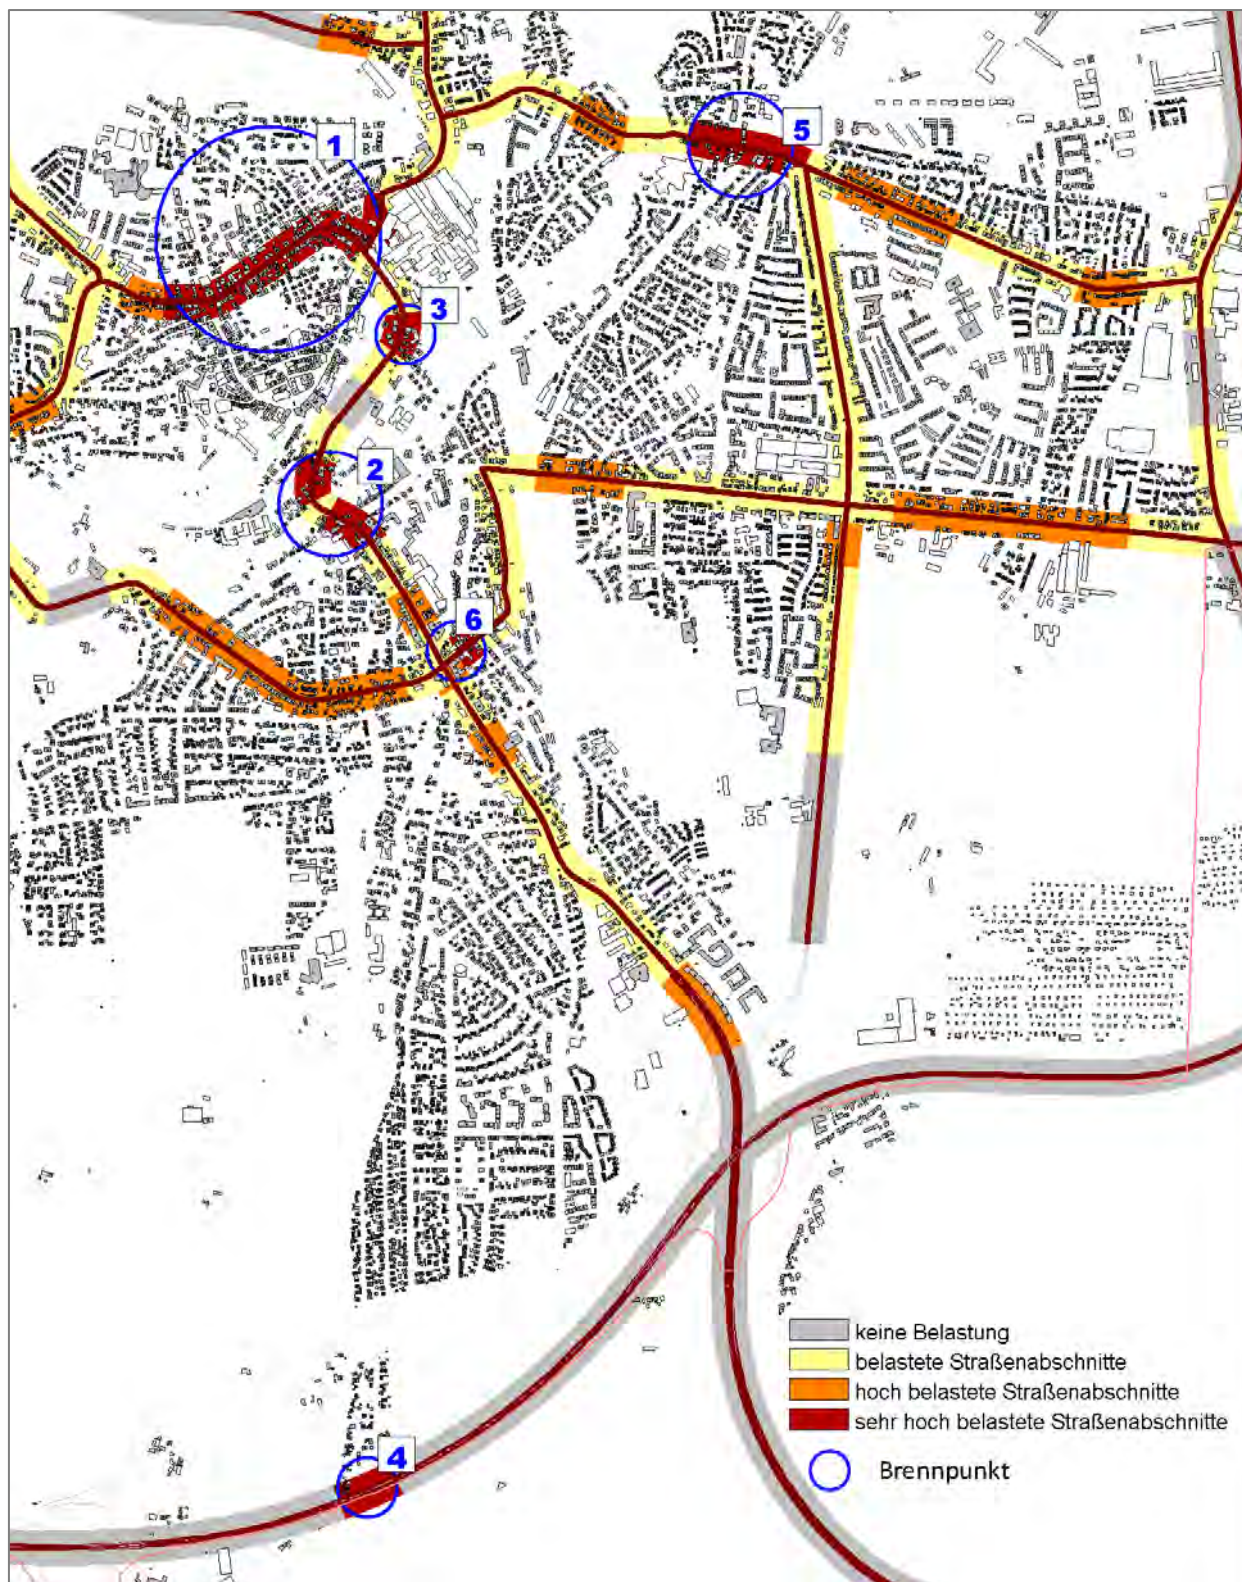 1
5
3
2
6
4
keine Belastung
belastete Straßenabschnitte
hoch belastete Straßenabschnitte
sehr hoch belastete Straßenabschnitte
Brennpunkt